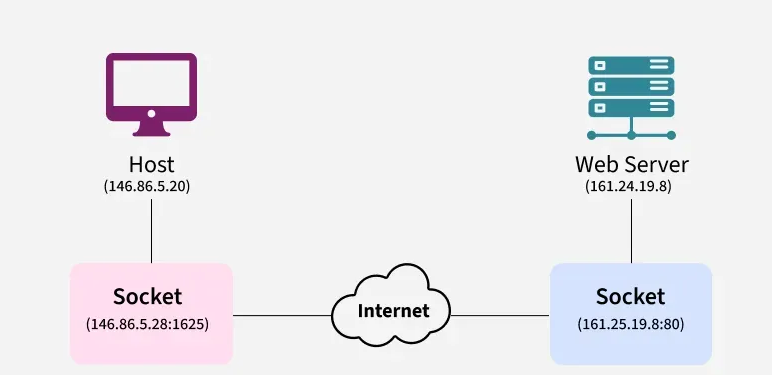 Host
(146.86.5.20)
Web Server
(161.24.19.8)
Socket
(146.86.5.28:1625)
Internet
Socket
(161.25.19.8:80)